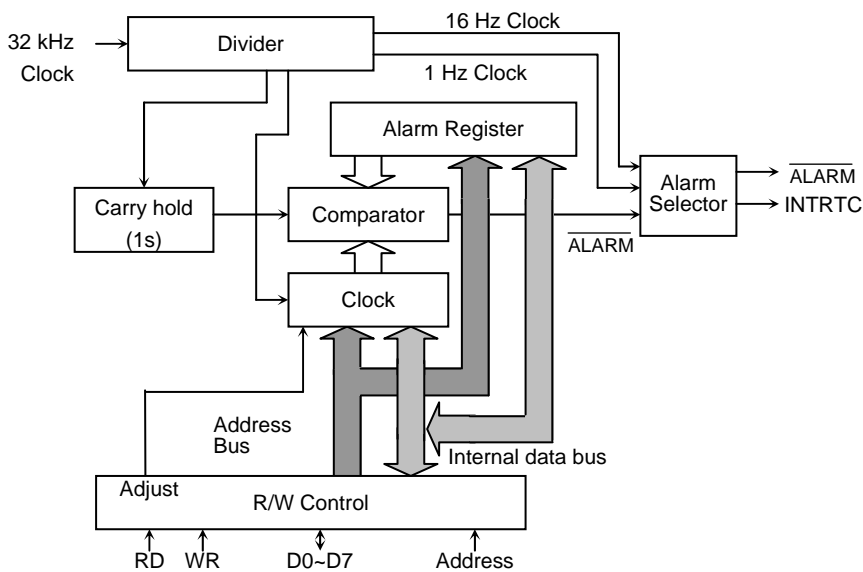 16 Hz Clock
32 kHz
Clock
Divider
1 Hz Clock
Alarm Register
Alarm
Selector
ALARM
INTRTC
Carry hold
(1s)
Comparator
ALARM
Clock
Address
Bus
Internal data bus
Adjust
R/W Control
RD
WR
D0~D7
Address